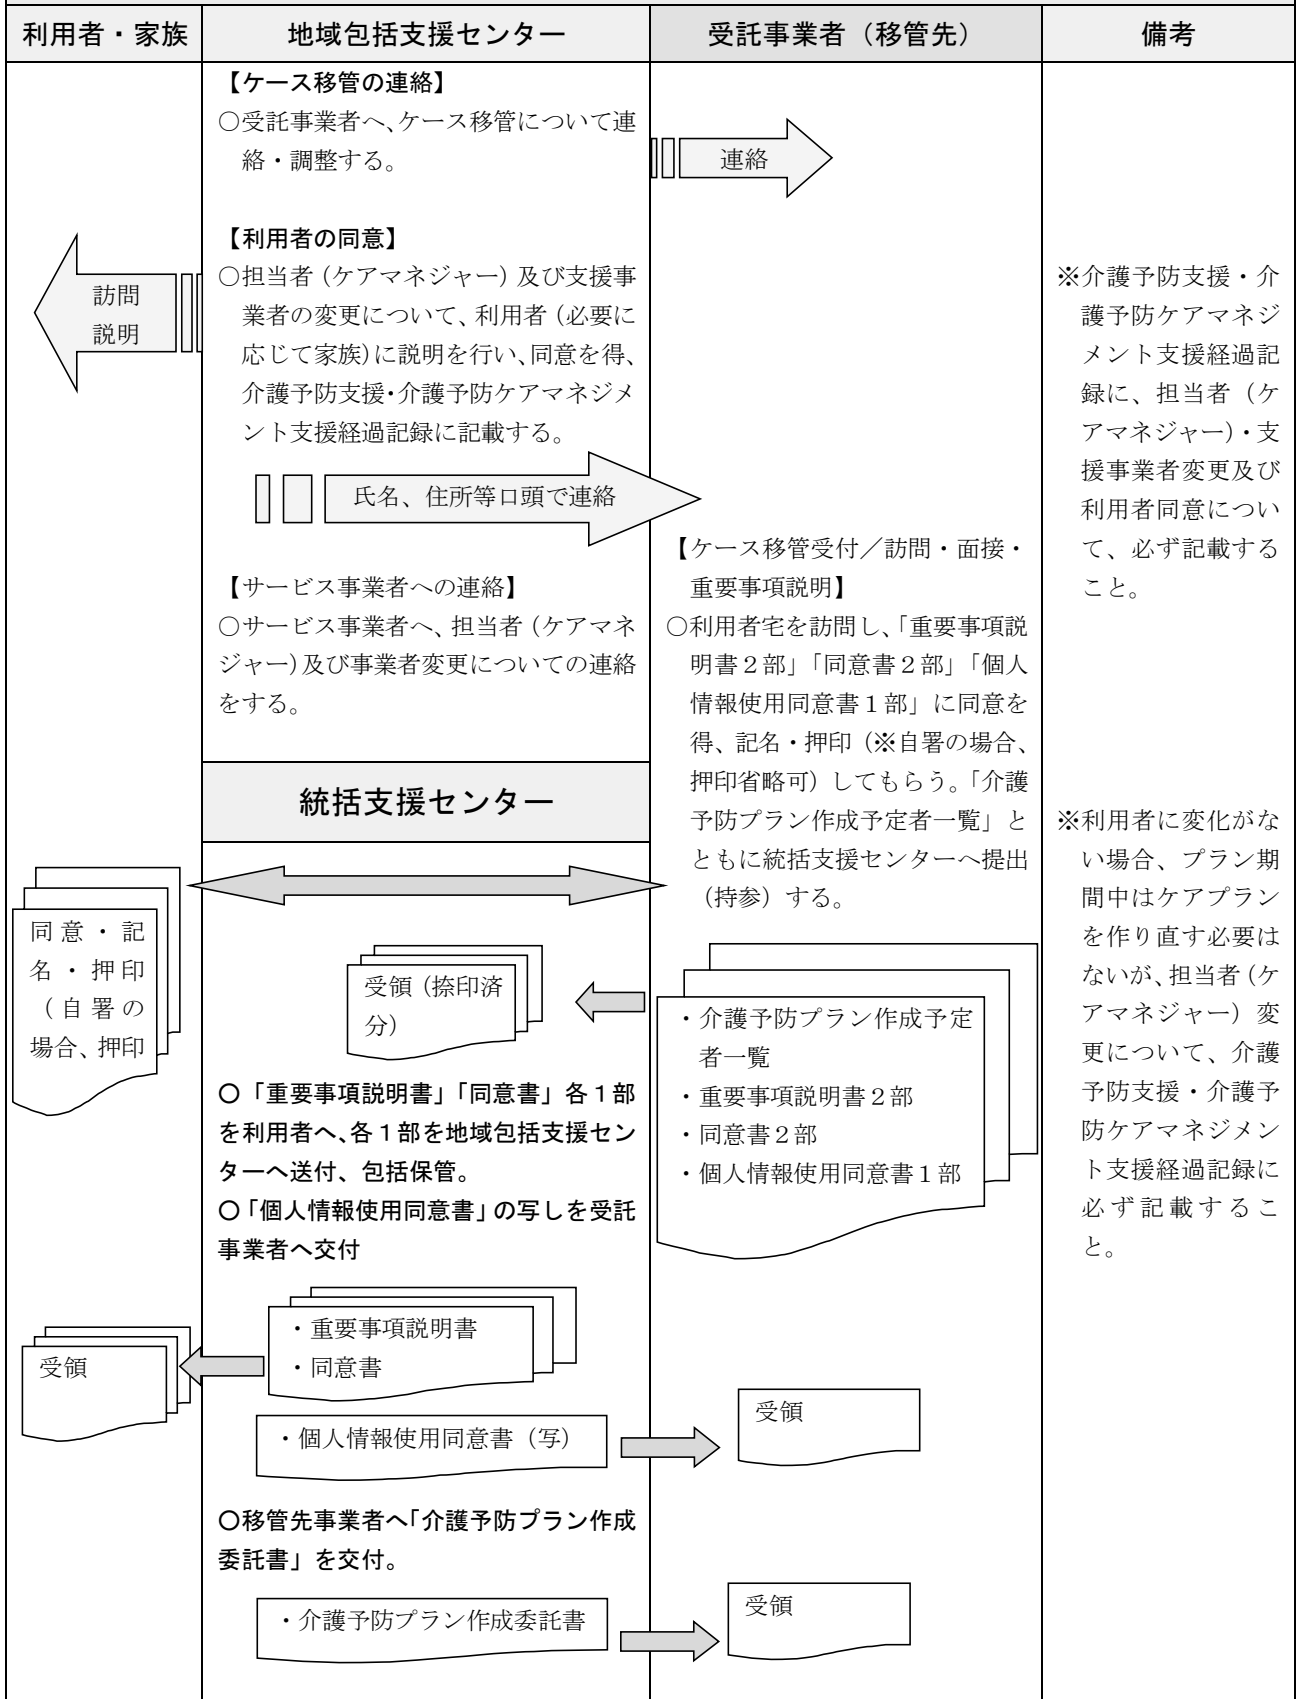 利用者・家族
地域包括支援センター
受託事業者（移管先）
備考
【ケース移管の連絡】
○受託事業者へ、ケース移管について連
絡・調整する。
連絡
【利用者の同意】
○担当者（ケアマネジャー）及び支援事
業者の変更について、利用者（必要に
応じて家族）に説明を行い、同意を得、
介護予防支援・介護予防ケアマネジメ
ント支援経過記録に記載する。
訪問
説明
氏名、住所等口頭で連絡
【サービス事業者への連絡】
○サービス事業者へ、担当者（ケアマネ
ジャー）及び事業者変更についての連絡
をする。
【ケース移管受付／訪問・面接・
重要事項説明】
○利用者宅を訪問し、「重要事項説
明書２部」「同意書２部」「個人
情報使用同意書１部」に同意を
得、記名・押印（※自署の場合、
押印省略可）してもらう。「介護
予防プラン作成予定者一覧」と
ともに統括支援センターへ提出
（持参）する。
※介護予防支援・介
護予防ケアマネジ
メント支援経過記
録に、担当者（ケ
アマネジャー）・支
援事業者変更及び
利用者同意につい
て、必ず記載する
こと。
※利用者に変化がな
い場合、プラン期
間中はケアプラン
を作り直す必要は
ないが、担当者（ケ
アマネジャー）変
更について、介護
予防支援・介護予
防ケアマネジメン
ト支援経過記録に
必ず記載するこ
と。
統括支援センター
同意・記
名・押印
（自署の
場合、押印
受領（捺印済
分）
・介護予防プラン作成予定
者一覧
・重要事項説明書２部
・同意書２部
・個人情報使用同意書１部
○「重要事項説明書」「同意書」各１部
を利用者へ、各１部を地域包括支援セン
ターへ送付、包括保管。
○「個人情報使用同意書」の写しを受託
事業者へ交付
・重要事項説明書
・同意書
受領
・個人情報使用同意書（写）
受領
○移管先事業者へ「介護予防プラン作成
委託書」を交付。
・介護予防プラン作成委託書
受領